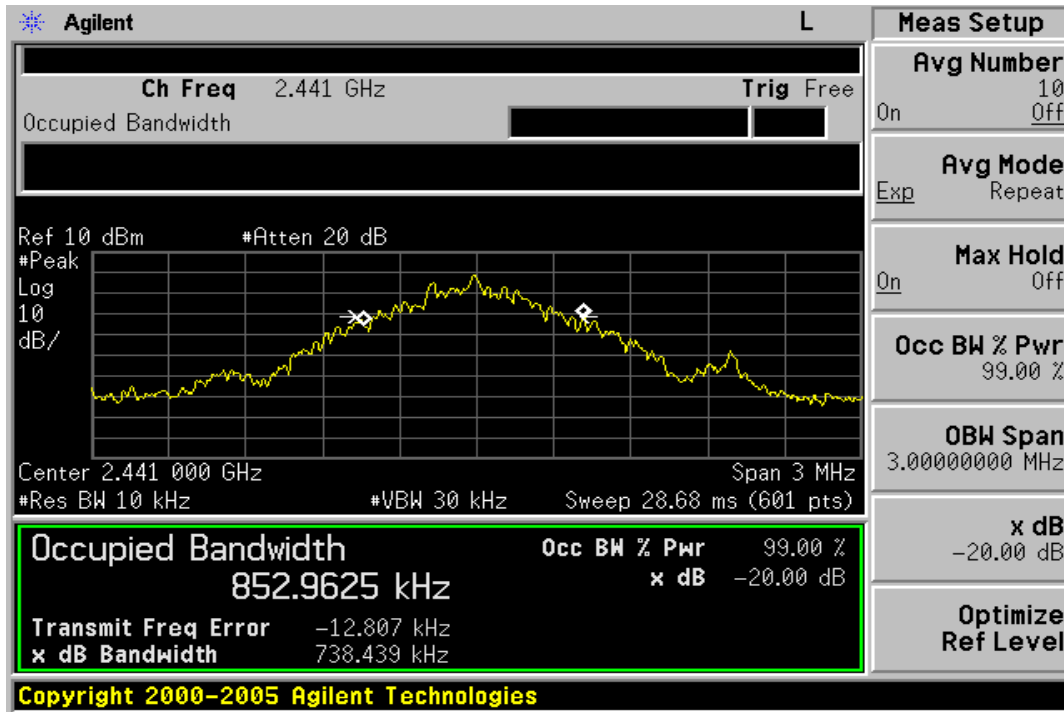 Agilent L Meas Setup
Ch Freq 2.441 GHz Trig Free
Occupied Bandwidth
Avg Number
10
On Off
Avg Mode
Exp Repeat
Max Hold
On Off
Occ BW % Pwr
99.00 %
OBW Span
3.00000000 MHz
x dB
-20.00 dB
Optimize
Ref Level
Ref 10 dBm #Atten 20 dB
#Peak
Log
10
dB/
Center 2.441 000 GHz Span 3 MHz
#Res BW 10 kHz #VBW 30 kHz Sweep 28.68 ms (601 pts)
Occupied Bandwidth Occ BW % Pwr 99.00 %
852.9625 kHz x dB -20.00 dB
Transmit Freq Error -12.807 kHz
x dB Bandwidth 738.439 kHz
Copyright 2000-2005 Agilent Technologies